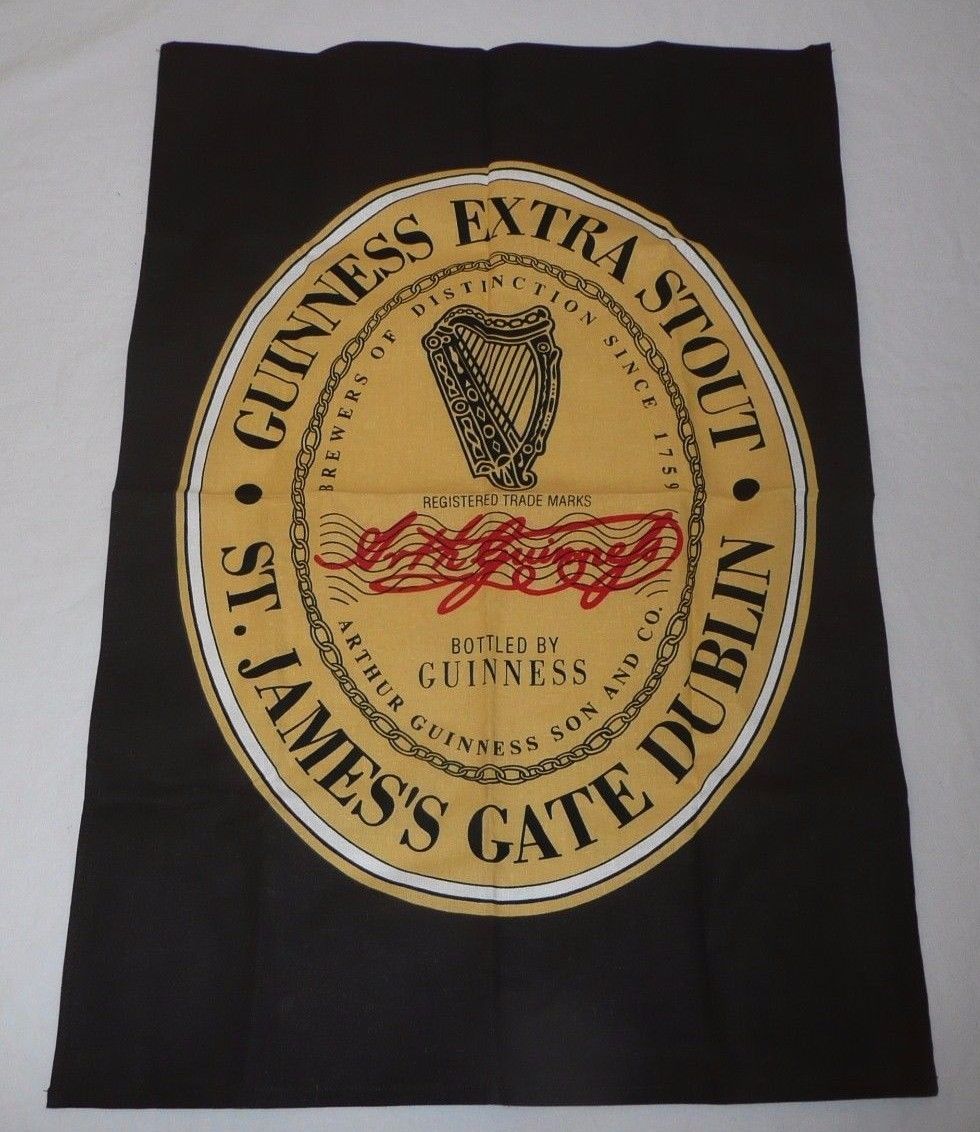 GUINNESS EXTRA STOUT
BREWERS OF DISTINCTION SINCE 1759
REGISTERED TRADE MARKS
Guinness
BOTTLED BY
GUINNESS
ARTHUR GUINNESS SON AND CO.
ST. JAMES'S GATE DUBLIN